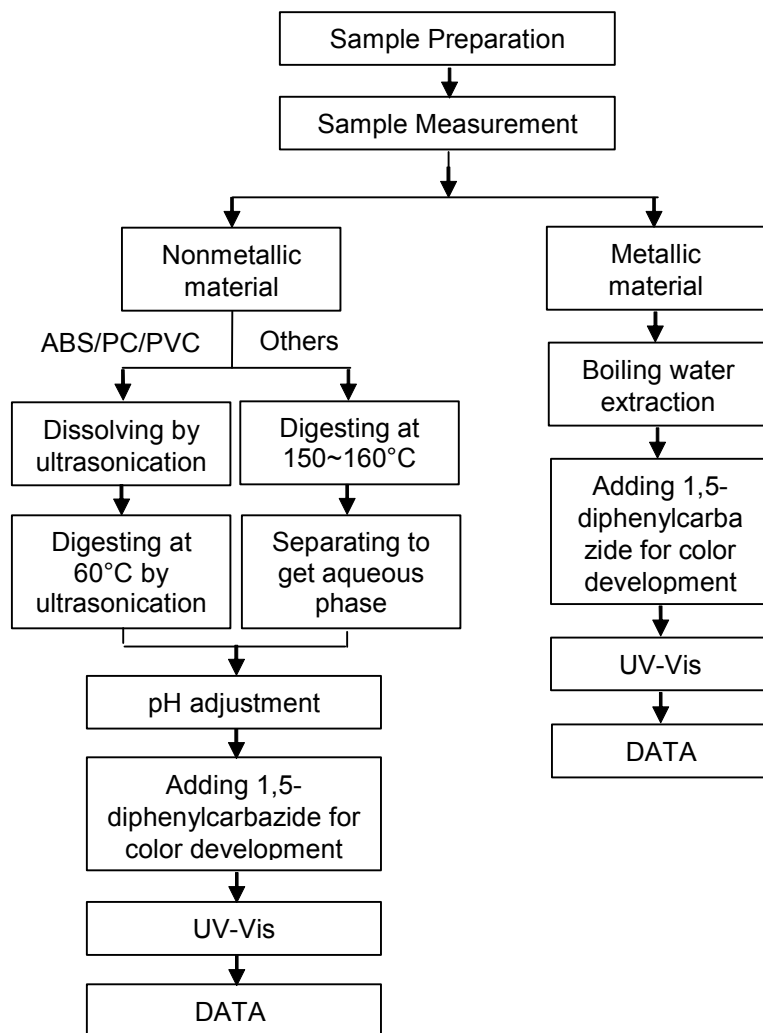 Sample Preparation
Sample Measurement
Nonmetallic
material
Metallic
material
ABS/PC/PVC
Others
Boiling water
extraction
Dissolving by
ultrasonication
Digesting at
150~160°C
Adding 1,5-
diphenylcarba
zide for color
development
Digesting at
60°C by
ultrasonication
Separating to
get aqueous
phase
UV-Vis
pH adjustment
DATA
Adding 1,5-
diphenylcarbazide for
color development
UV-Vis
DATA